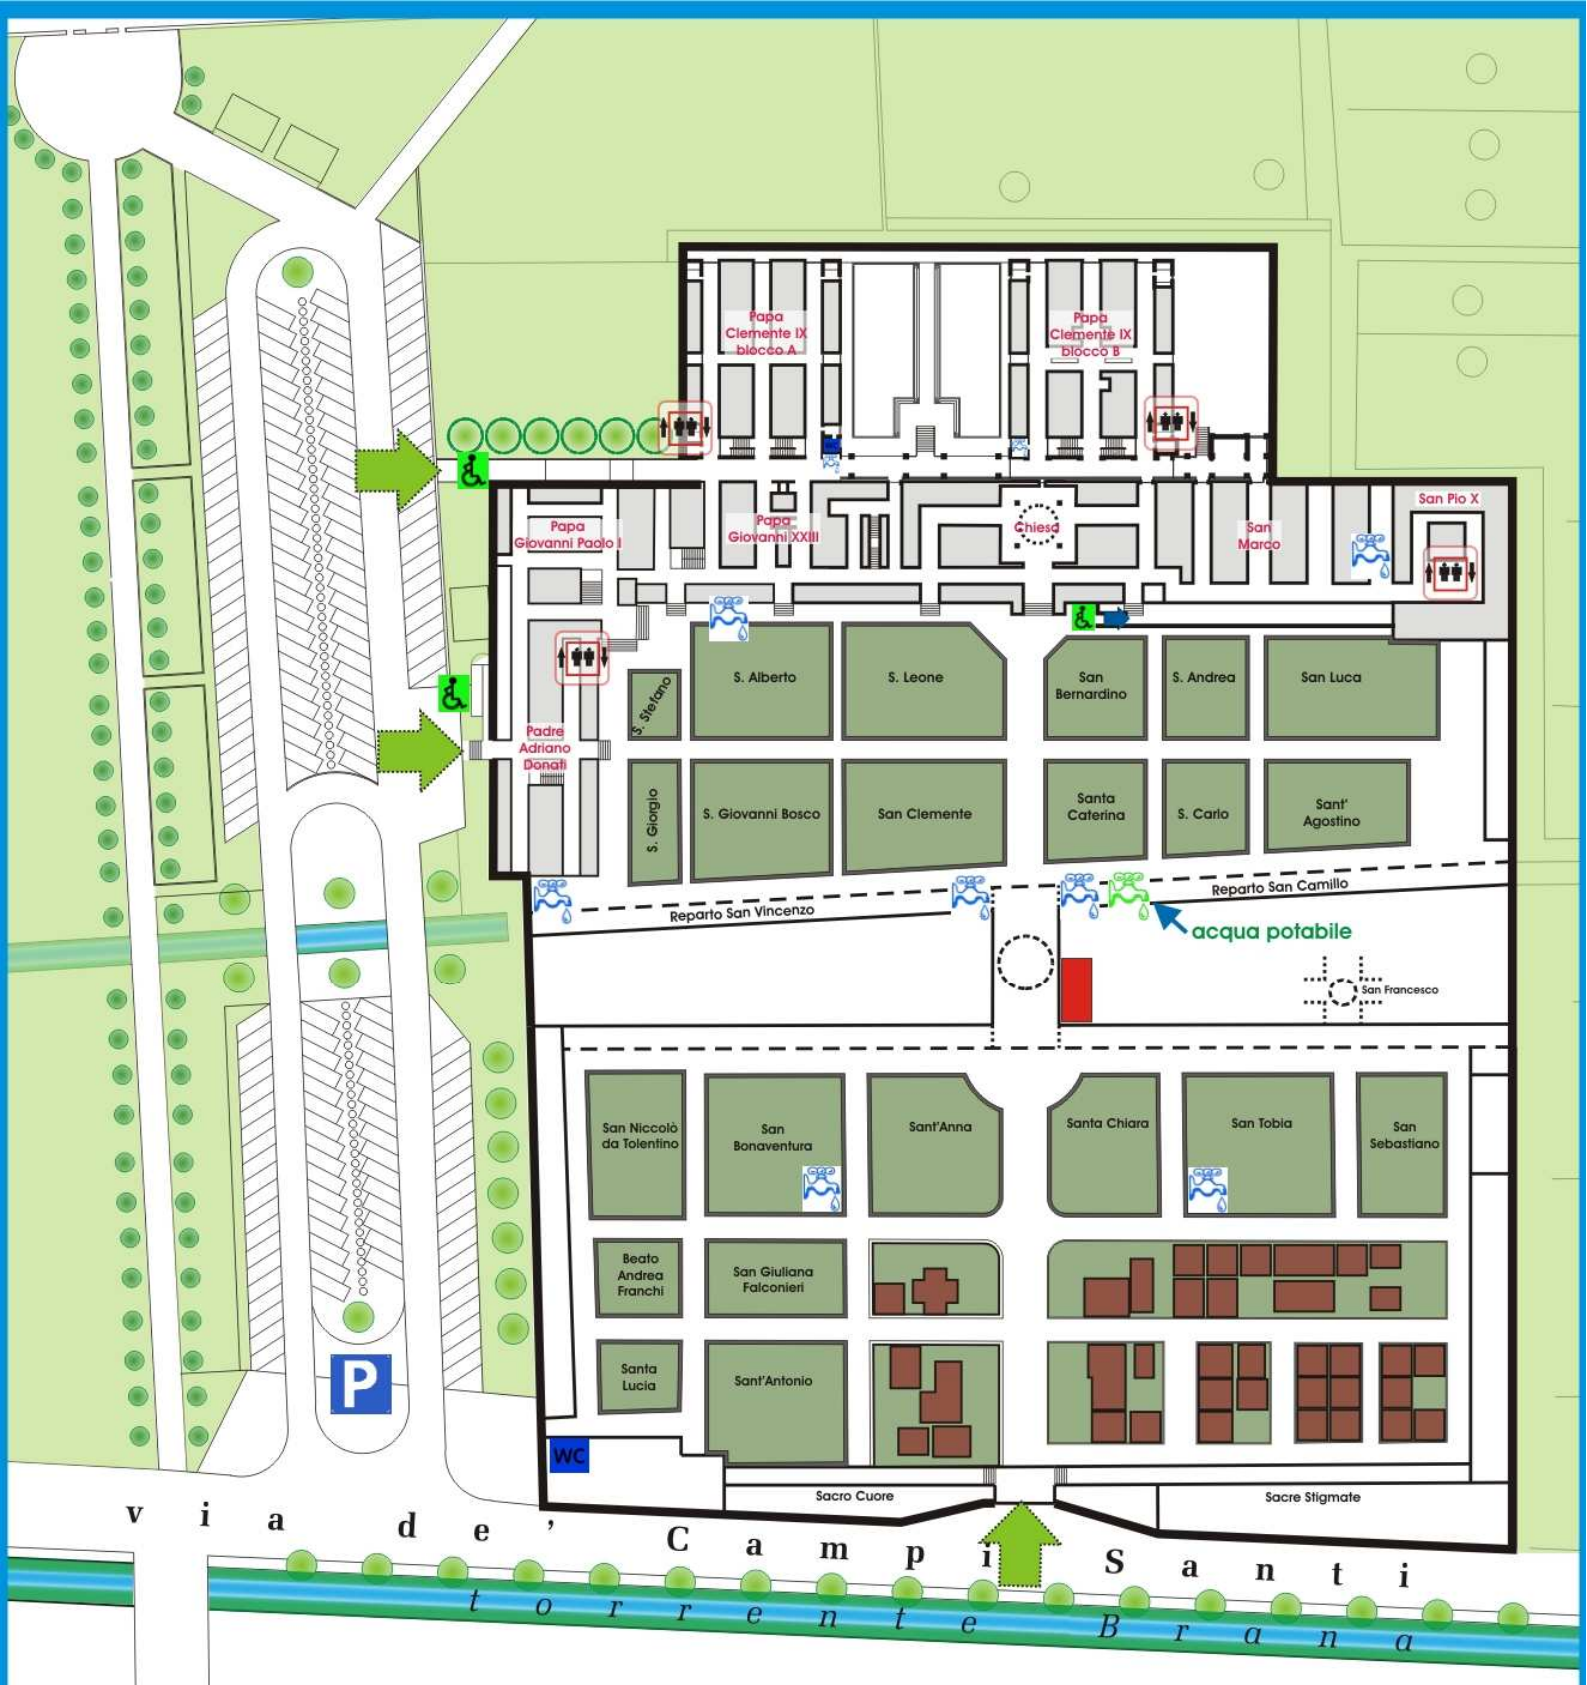 Papa
Clemente IX
blocco A
Papa
Clemente IX
blocco B
WC
Papa
Giovanni Paolo I
Papa
Giovanni XXIII
Chiesa
San
Marco
San Pio X
Padre
Adriano
Donati
S. Stefano
S. Alberto
S. Leone
San
Bernardino
S. Andrea
San Luca
S. Giorgio
S. Giovanni Bosco
San Clemente
Santa
Caterina
S. Carlo
Sant'
Agostino
Reparto San Vincenzo
Reparto San Camillo
acqua potabile
San Francesco
San Niccolò
da Tolentino
San
Bonaventura
Sant'Anna
Santa Chiara
San Tobia
San
Sebastiano
Beato
Andrea
Franchi
San Giuliana
Falconieri
Santa
Lucia
Sant'Antonio
P
WC
Sacro Cuore
Sacre Stigmate
via de' Campi Santi
torrente Brana